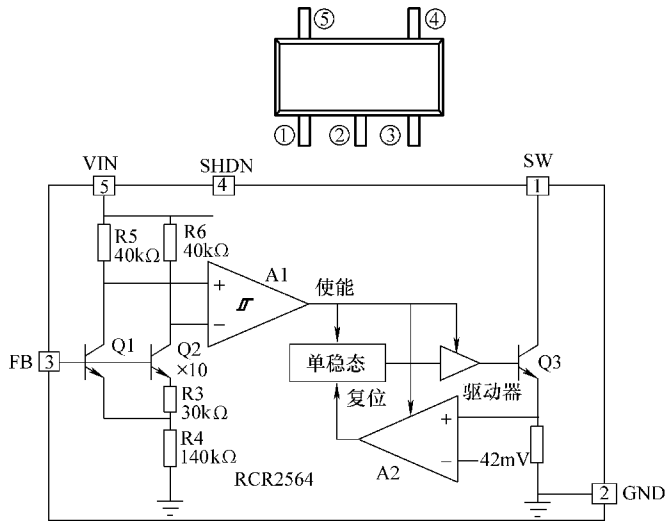 ⑤
④
①
②
③
VIN
SHDN
SW
5
4
1
R5
40kΩ
R6
40kΩ
A1
+
−
使能
FB
3
Q1
Q2
×10
单稳态
Q3
驱动器
R3
30kΩ
复位
+
−
42mV
R4
140kΩ
A2
RCR2564
2
GND